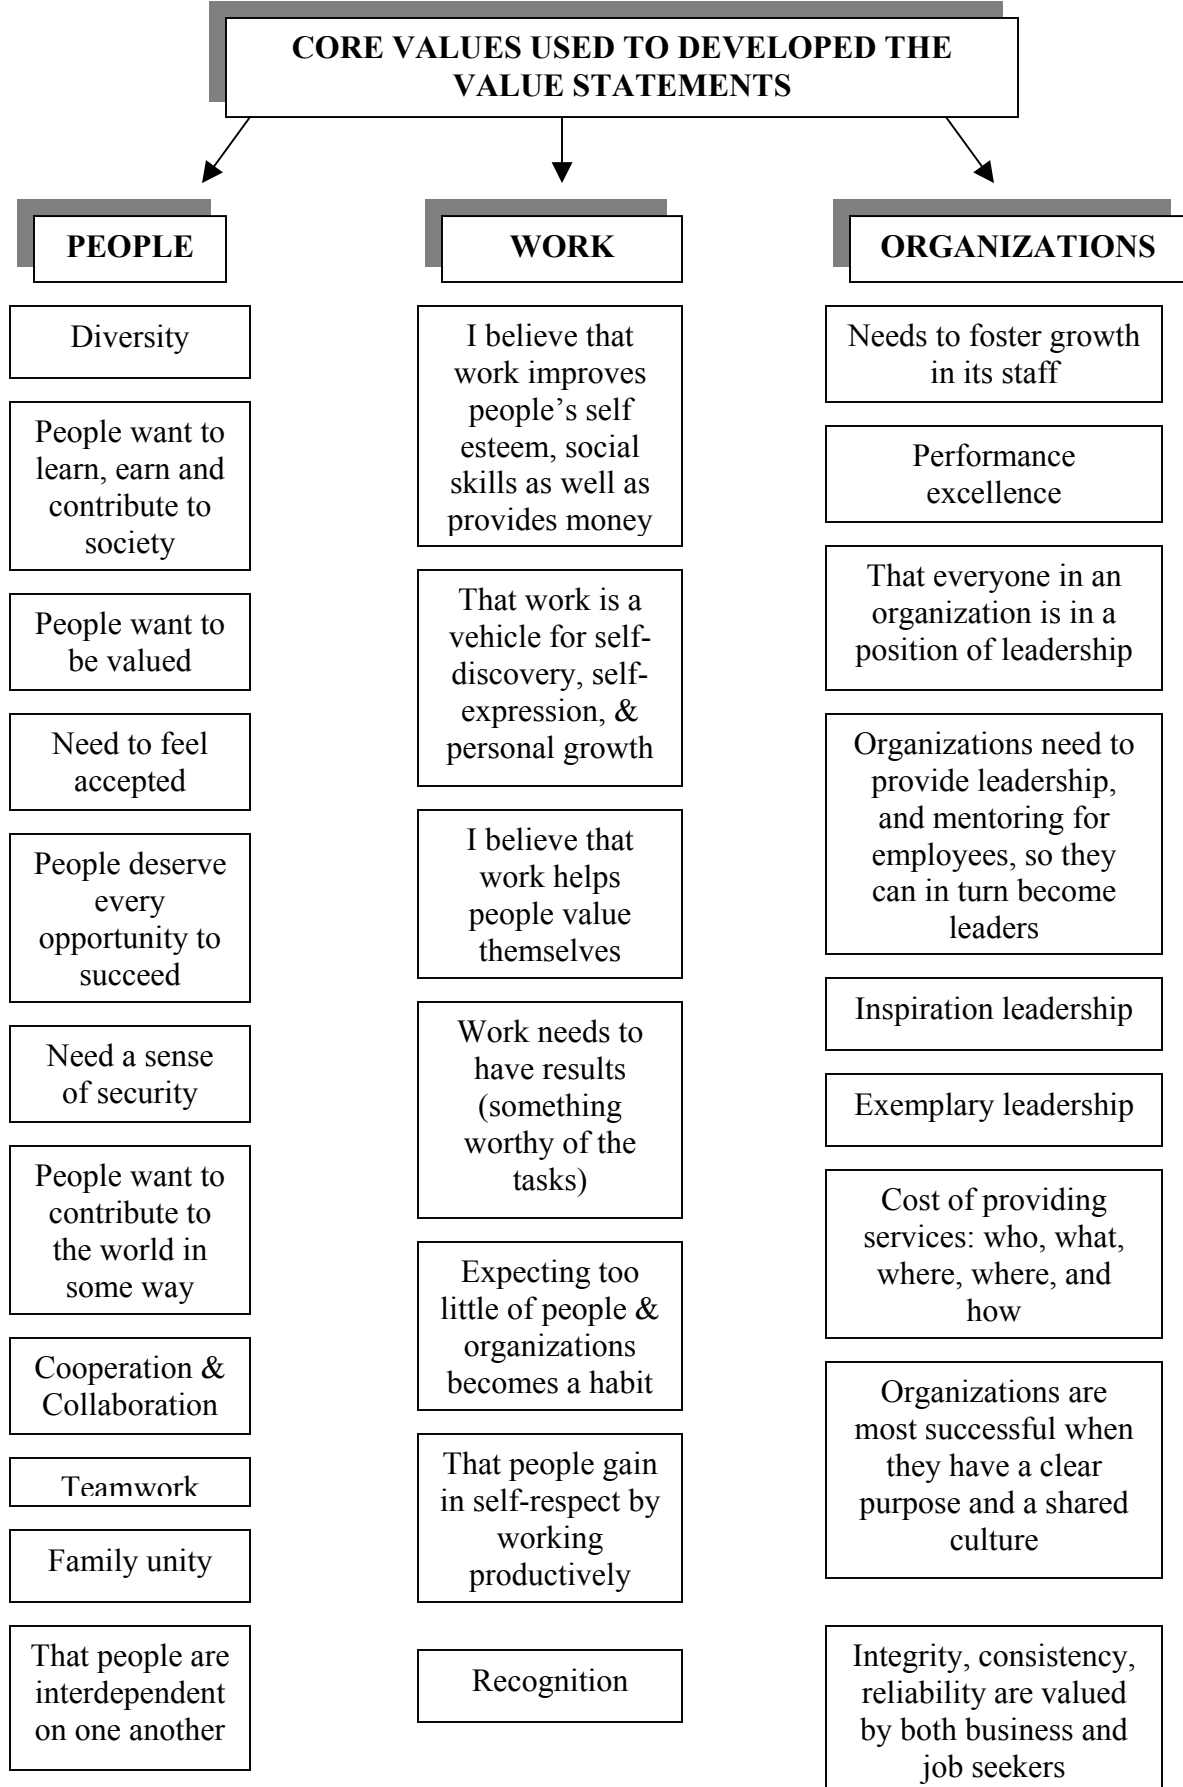 CORE VALUES USED TO DEVELOPED THE
VALUE STATEMENTS
PEOPLE
Diversity
People want to
learn, earn and
contribute to
society
People want to
be valued
Need to feel
accepted
People deserve
every
opportunity to
succeed
Need a sense
of security
People want to
contribute to
the world in
some way
Cooperation &
Collaboration
Teamwork
Family unity
That people are
interdependent
on one another
WORK
I believe that
work improves
people’s self
esteem, social
skills as well as
provides money
That work is a
vehicle for self-
discovery, self-
expression, &
personal growth
I believe that
work helps
people value
themselves
Work needs to
have results
(something
worthy of the
tasks)
Expecting too
little of people &
organizations
becomes a habit
That people gain
in self-respect by
working
productively
Recognition
ORGANIZATIONS
Needs to foster growth
in its staff
Performance
excellence
That everyone in an
organization is in a
position of leadership
Organizations need to
provide leadership,
and mentoring for
employees, so they
can in turn become
leaders
Inspiration leadership
Exemplary leadership
Cost of providing
services: who, what,
where, where, and
how
Organizations are
most successful when
they have a clear
purpose and a shared
culture
Integrity, consistency,
reliability are valued
by both business and
job seekers